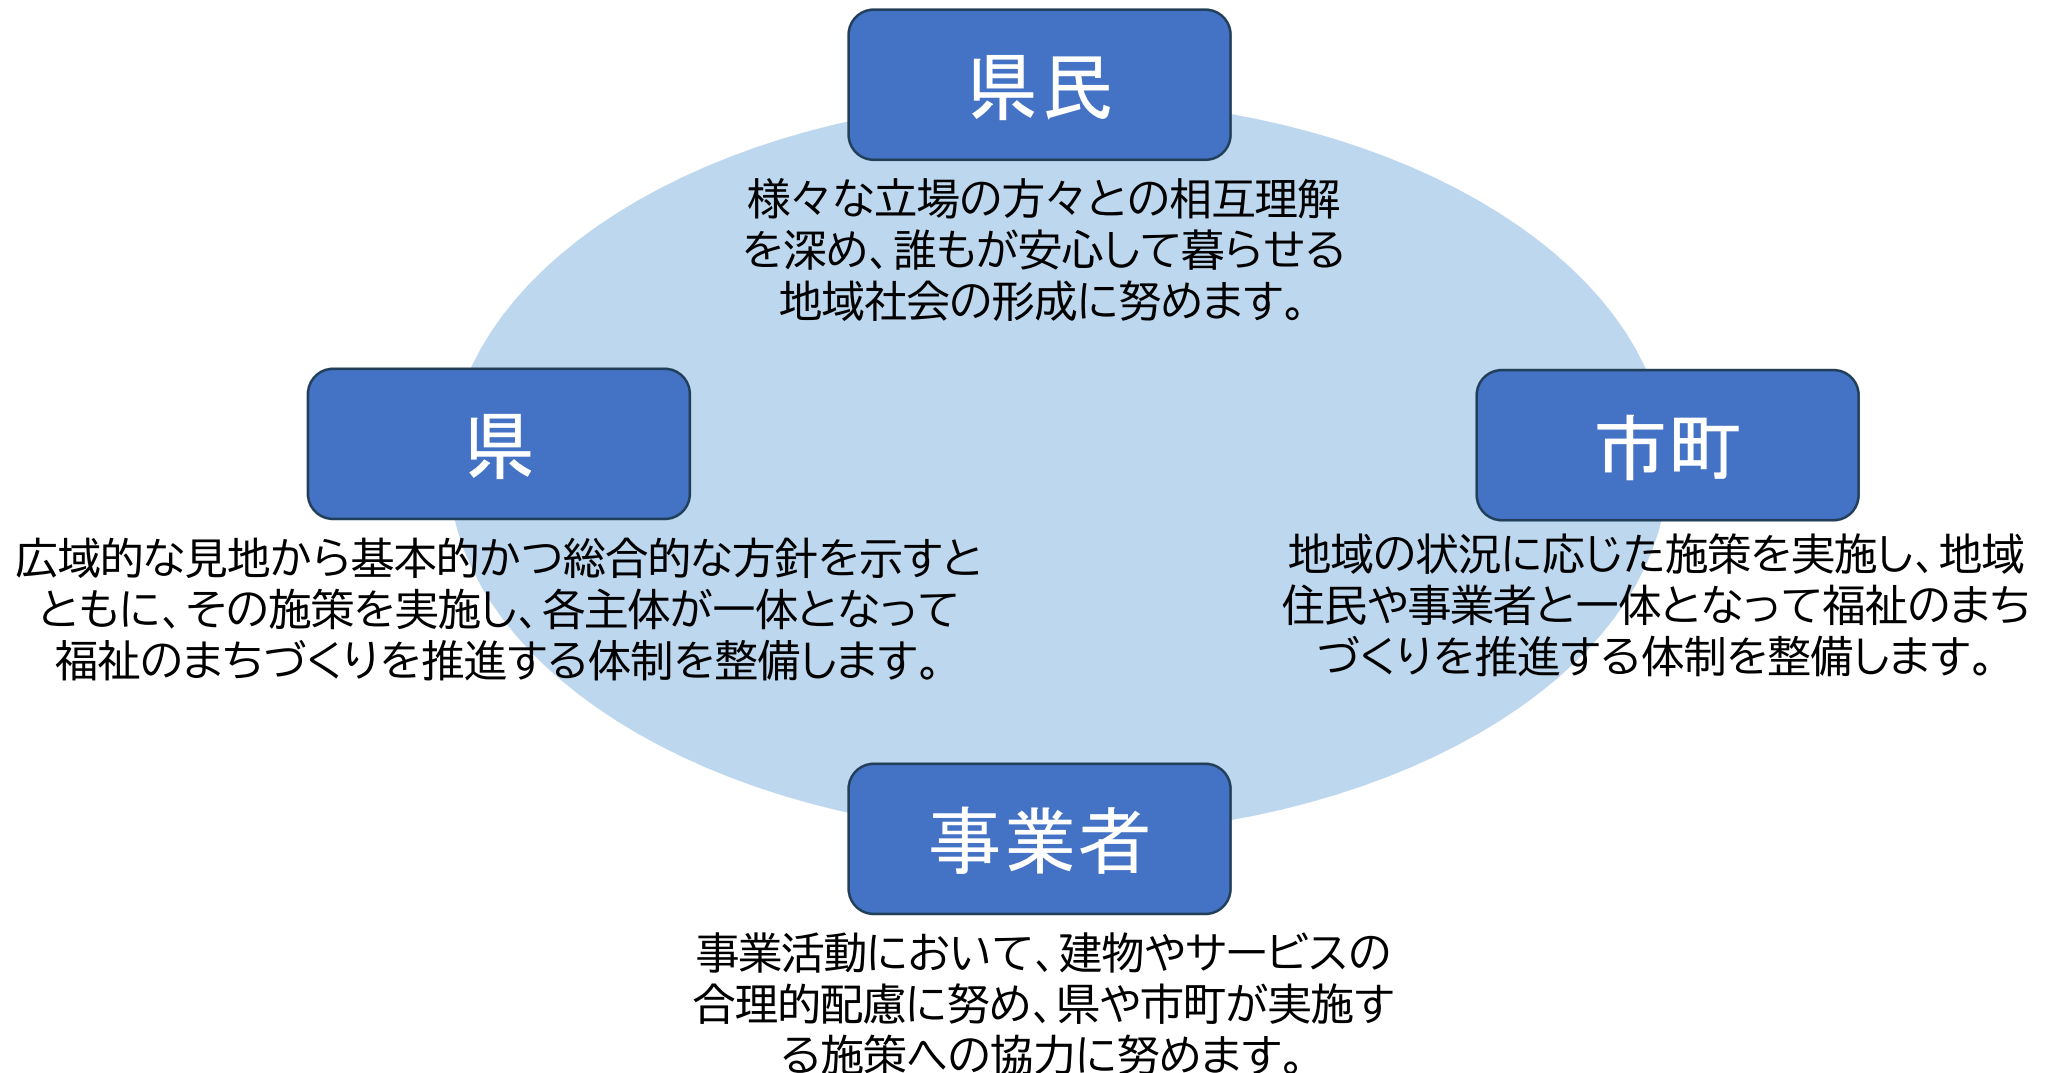 県民
様々な立場の方々との相互理解
を深め、誰もが安心して暮らせる
地域社会の形成に努めます。
県
広域的な見地から基本的かつ総合的な方針を示すと
ともに、その施策を実施し、各主体が一体となって
福祉のまちづくりを推進する体制を整備します。
市町
地域の状況に応じた施策を実施し、地域
住民や事業者と一体となって福祉のまち
づくりを推進する体制を整備します。
事業者
事業活動において、建物やサービスの
合理的配慮に努め、県や市町が実施す
る施策への協力に努めます。